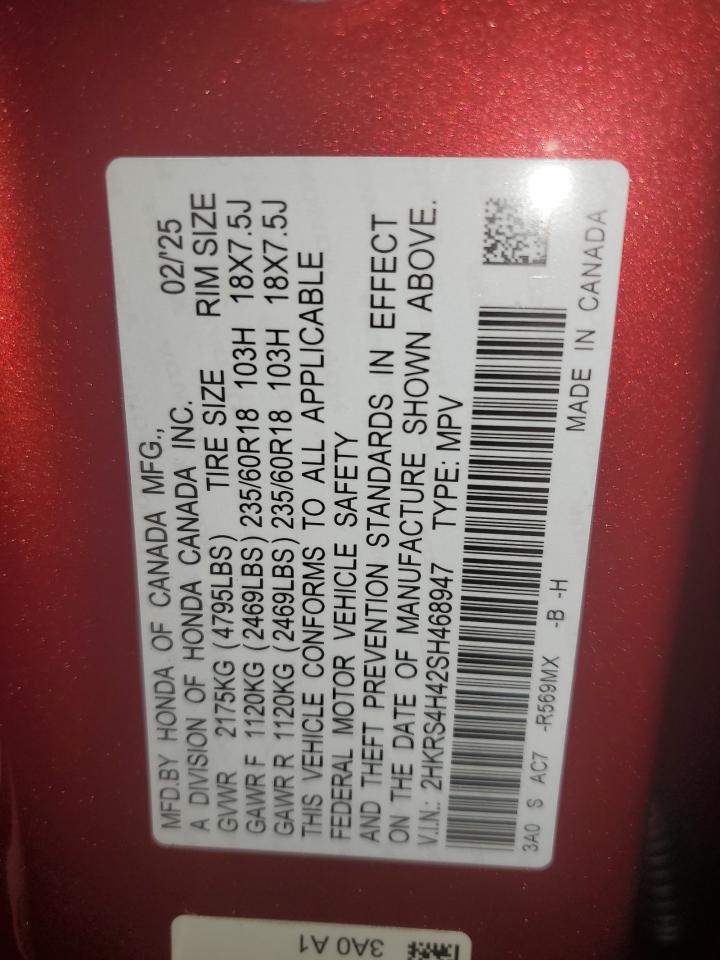 MFD.BY HONDA OF CANADA MFG., 02/'25
A DIVISION OF HONDA CANADA INC.
GVWR 2175KG (4795LBS) TIRE SIZE RIM SIZE
GAWR F 1120KG (2469LBS) 235/60R18 103H 18X7.5J
GAWR R 1120KG (2469LBS) 235/60R18 103H 18X7.5J
THIS VEHICLE CONFORMS TO ALL APPLICABLE
FEDERAL MOTOR VEHICLE SAFETY
AND THEFT PREVENTION STANDARDS IN EFFECT
ON THE DATE OF MANUFACTURE SHOWN ABOVE.
V.I.N.: 2HKRS4H42SH468947 TYPE: MPV
3A0 S AC7 -R569MX -B -H
MADE IN CANADA
3A0 A1